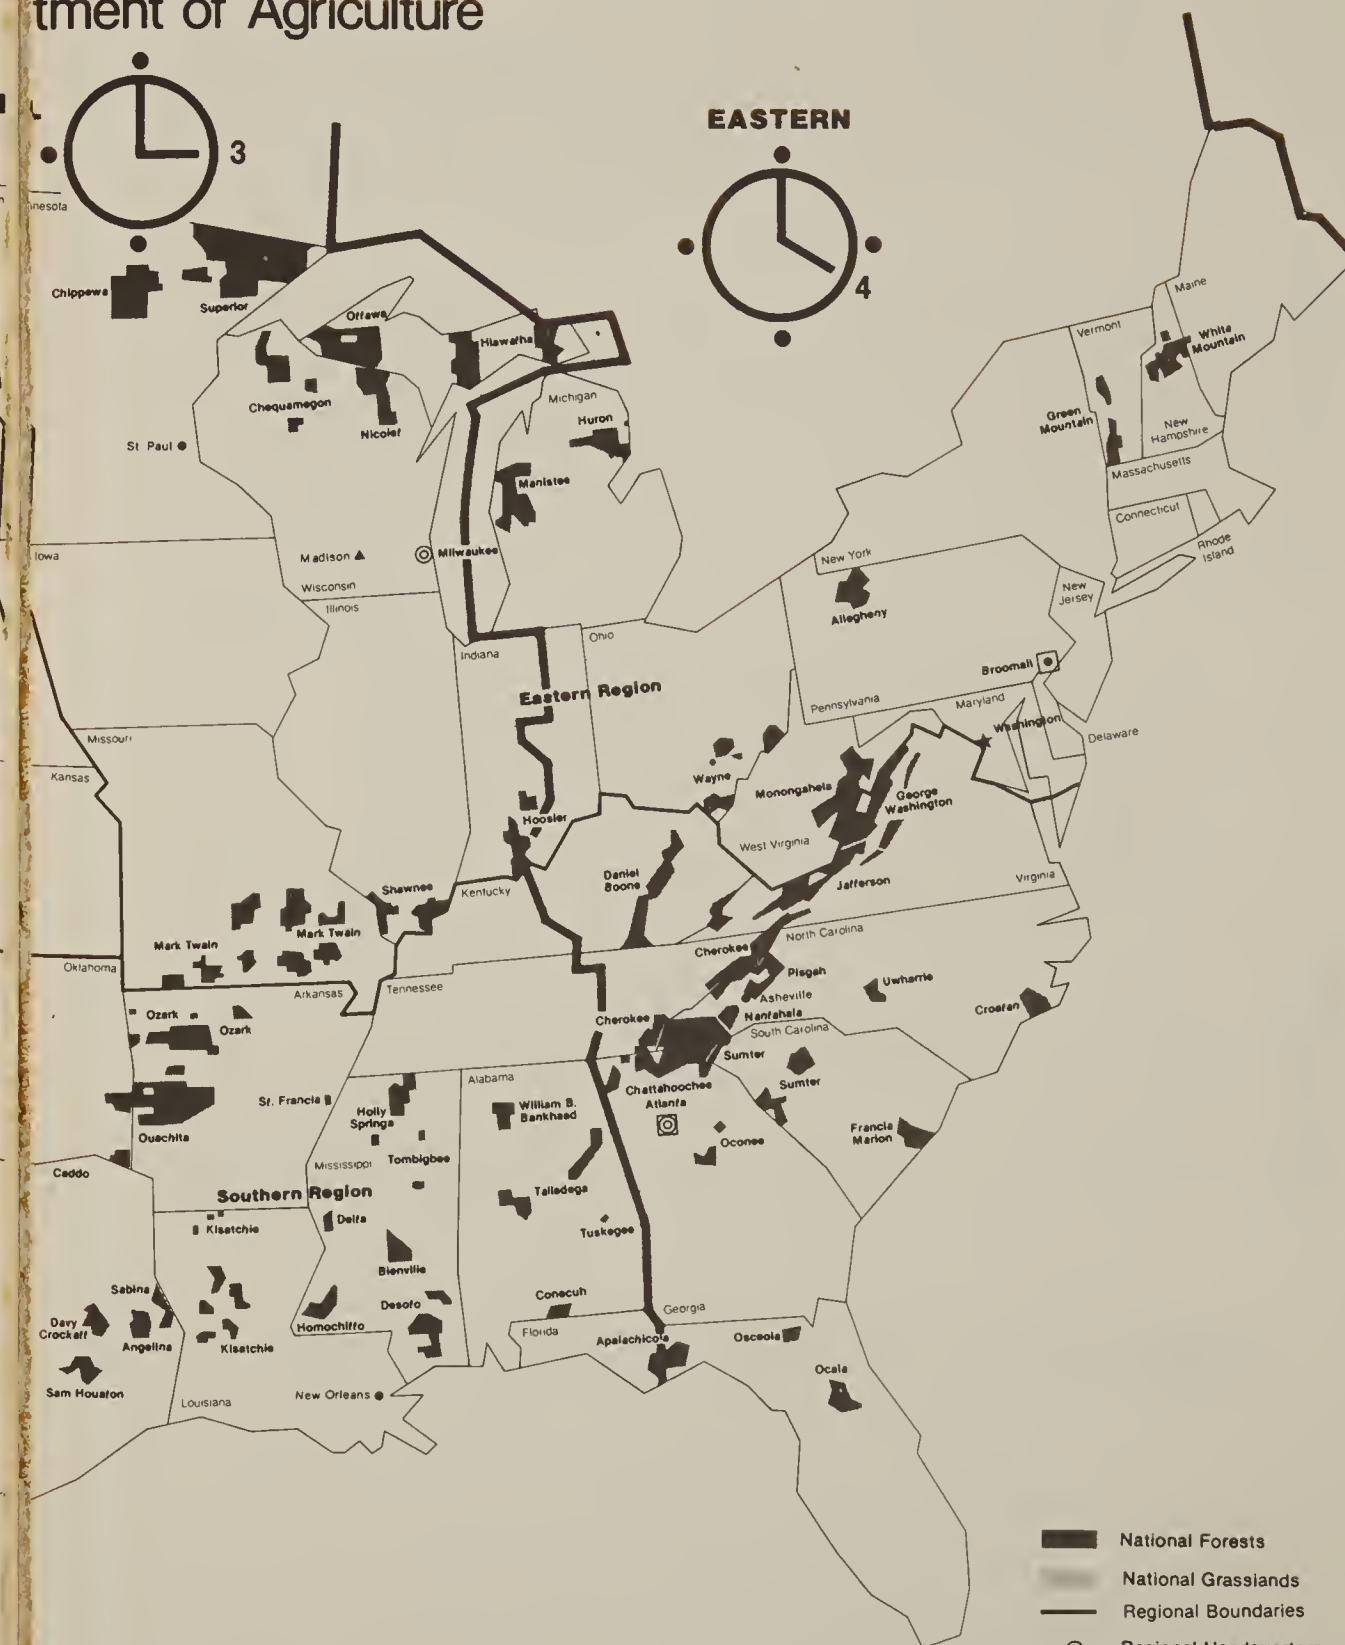 tment of Agriculture
3
EASTERN
4
nnesota
Chippewa
Superior
Ottawa
Hiawatha
Chequamegon
Nicolet
Michigan
Huron
Manistee
St Paul
Iowa
Madison
Milwaukee
Wisconsin
Illinois
Indiana
Ohio
Maine
Vermont
White
Mountain
Green
Mountain
New
Hampshire
Massachusetts
Connecticut
Rhode
Island
New York
New
Jersey
Allegheny
Broomall
Pennsylvania
Maryland
Washington
Delaware
Eastern Region
Missouri
Kansas
Wayne
Monongahela
George
Washington
Hoosier
West Virginia
Daniel
Boone
Jefferson
Virginia
Shawnee
Kentucky
Mark Twain
Mark Twain
North Carolina
Cherokee
Pisgah
Asheville
Uwharrie
Croatan
Nantahala
Oklahoma
Arkansas
Tennessee
Ozark
Ozark
Cherokee
South Carolina
Sumter
Sumter
Chattahoochee
Atlanta
Alabama
William B.
Bankhead
St. Francis
Holly
Springs
Ouachita
Oconee
Francis
Marion
Caddo
Mississippi
Tombigbee
Southern Region
Talladega
Kisatchie
Delta
Tuskegee
Bienville
Sabine
Davy
Crockett
Angelina
Kisatchie
Homochitto
Desoto
Conecuh
Georgia
Florida
Apalachicola
Osceola
Ocala
Sam Houston
Louisiana
New Orleans
National Forests
National Grasslands
Regional Boundaries